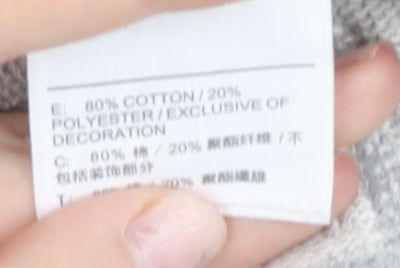 E: 80% COTTON / 20%
POLYESTER / EXCLUSIVE OF
DECORATION
C: 80% 棉 / 20% 聚酯纤维 / 不
包括装饰部分
20% 聚酯纖維